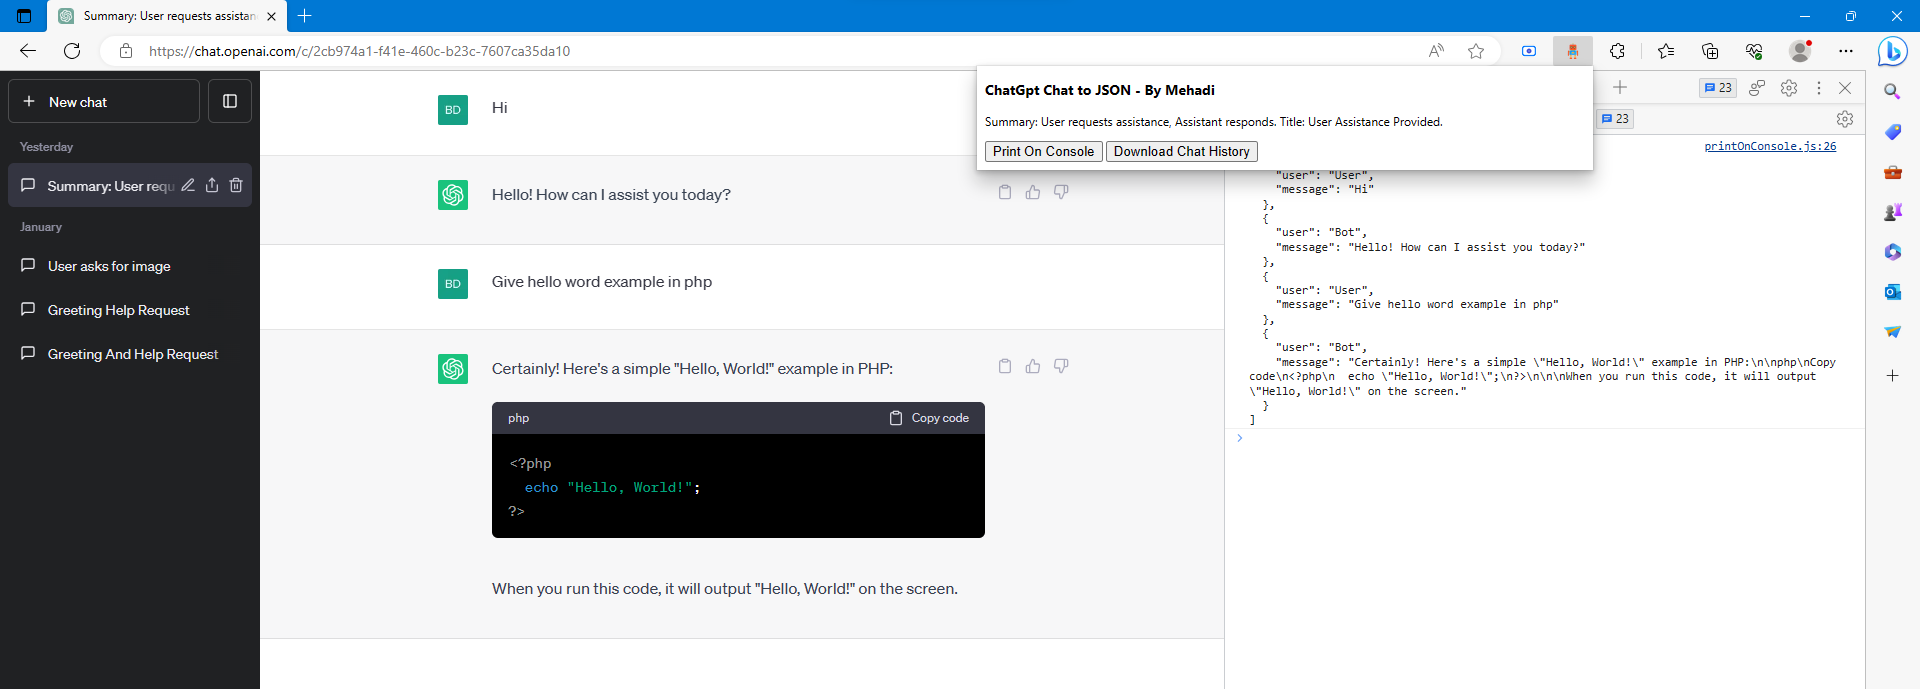 Summary: User requests assistan
https://chat.openai.com/c/2cb974a1-f41e-460c-b23c-7607ca35da10
New chat
Yesterday
Summary: User requ
January
User asks for image
Greeting Help Request
Greeting And Help Request
BD
Hi
Hello! How can I assist you today?
BD
Give hello word example in php
Certainly! Here's a simple "Hello, World!" example in PHP:
php
Copy code
<?php
echo "Hello, World!";
?>
When you run this code, it will output "Hello, World!" on the screen.
ChatGpt Chat to JSON - By Mehadi
Summary: User requests assistance, Assistant responds. Title: User Assistance Provided.
Print On Console
Download Chat History
23
23
printOnConsole.js:26
"user": "User",
"message": "Hi"
},
{
"user": "Bot",
"message": "Hello! How can I assist you today?"
},
{
"user": "User",
"message": "Give hello word example in php"
},
{
"user": "Bot",
"message": "Certainly! Here's a simple \"Hello, World!\" example in PHP:\n\nphp\nCopy
code\n<?php\n  echo \"Hello, World!\";\n?>\n\n\nWhen you run this code, it will output
\"Hello, World!\" on the screen."
}
]